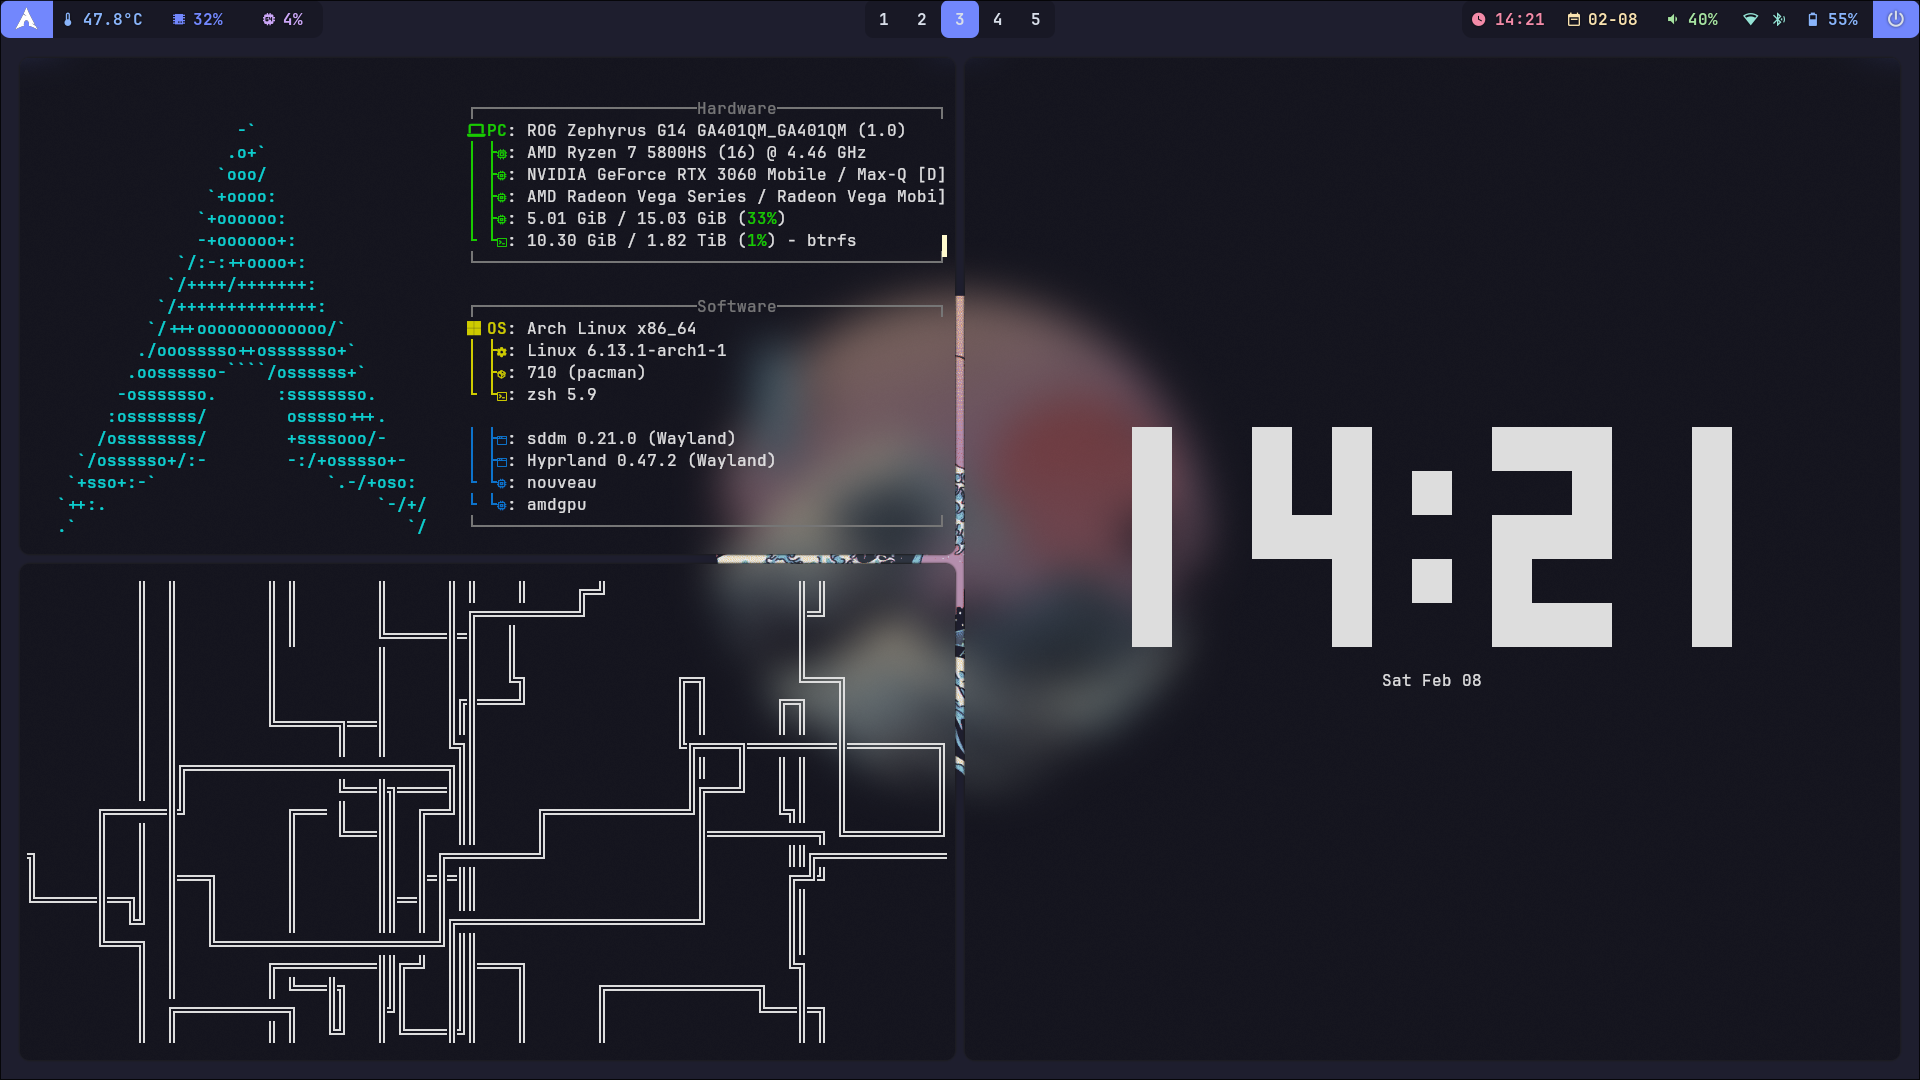 47.8°C 32% 4% 1 2 3 4 5 14:21 02-08 40% 55%
Hardware
PC: ROG Zephyrus G14 GA401QM_GA401QM (1.0)
: AMD Ryzen 7 5800HS (16) @ 4.46 GHz
: NVIDIA GeForce RTX 3060 Mobile / Max-Q [D]
: AMD Radeon Vega Series / Radeon Vega Mobi]
: 5.01 GiB / 15.03 GiB (33%)
: 10.30 GiB / 1.82 TiB (1%) - btrfs
Software
OS: Arch Linux x86_64
: Linux 6.13.1-arch1-1
: 710 (pacman)
: zsh 5.9
: sddm 0.21.0 (Wayland)
: Hyprland 0.47.2 (Wayland)
: nouveau
: amdgpu
-`
.o+`
`ooo/
`+oooo:
`+oooooo:
-+oooooo+:
`/:-:++oooo+:
`/++++/+++++++:
`/++++++++++++++:
`/+++ooooooooooooo/`
./ooosssso++osssssso+`
.oossssso-````/ossssss+`
-osssssso. :ssssssso.
:osssssss/ osssso+++.
/ossssssss/ +ssssooo/-
`/ossssso+/:- -:/+osssso+-
`+sso+:-` `.-/+oso:
`++:. `-/+/
.` `/
14:21
Sat Feb 08